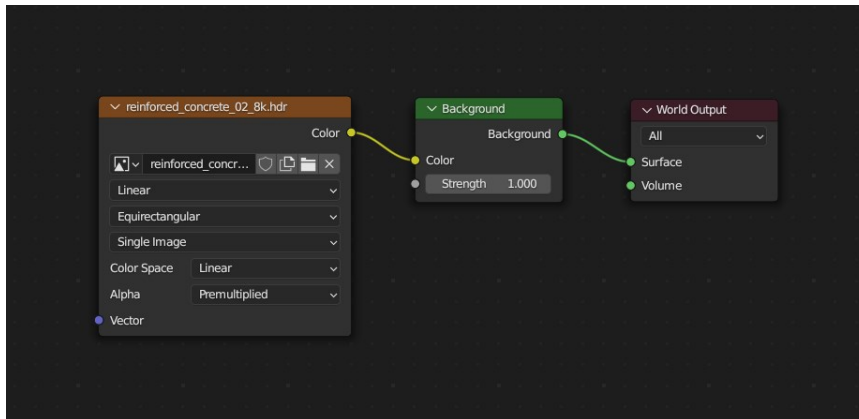 reinforced_concrete_02_8k.hdr
Color
reinforced_concr...
Linear
Equirectangular
Single Image
Color Space Linear
Alpha Premultiplied
Vector
Background
Background
Color
Strength 1.000
World Output
All
Surface
Volume